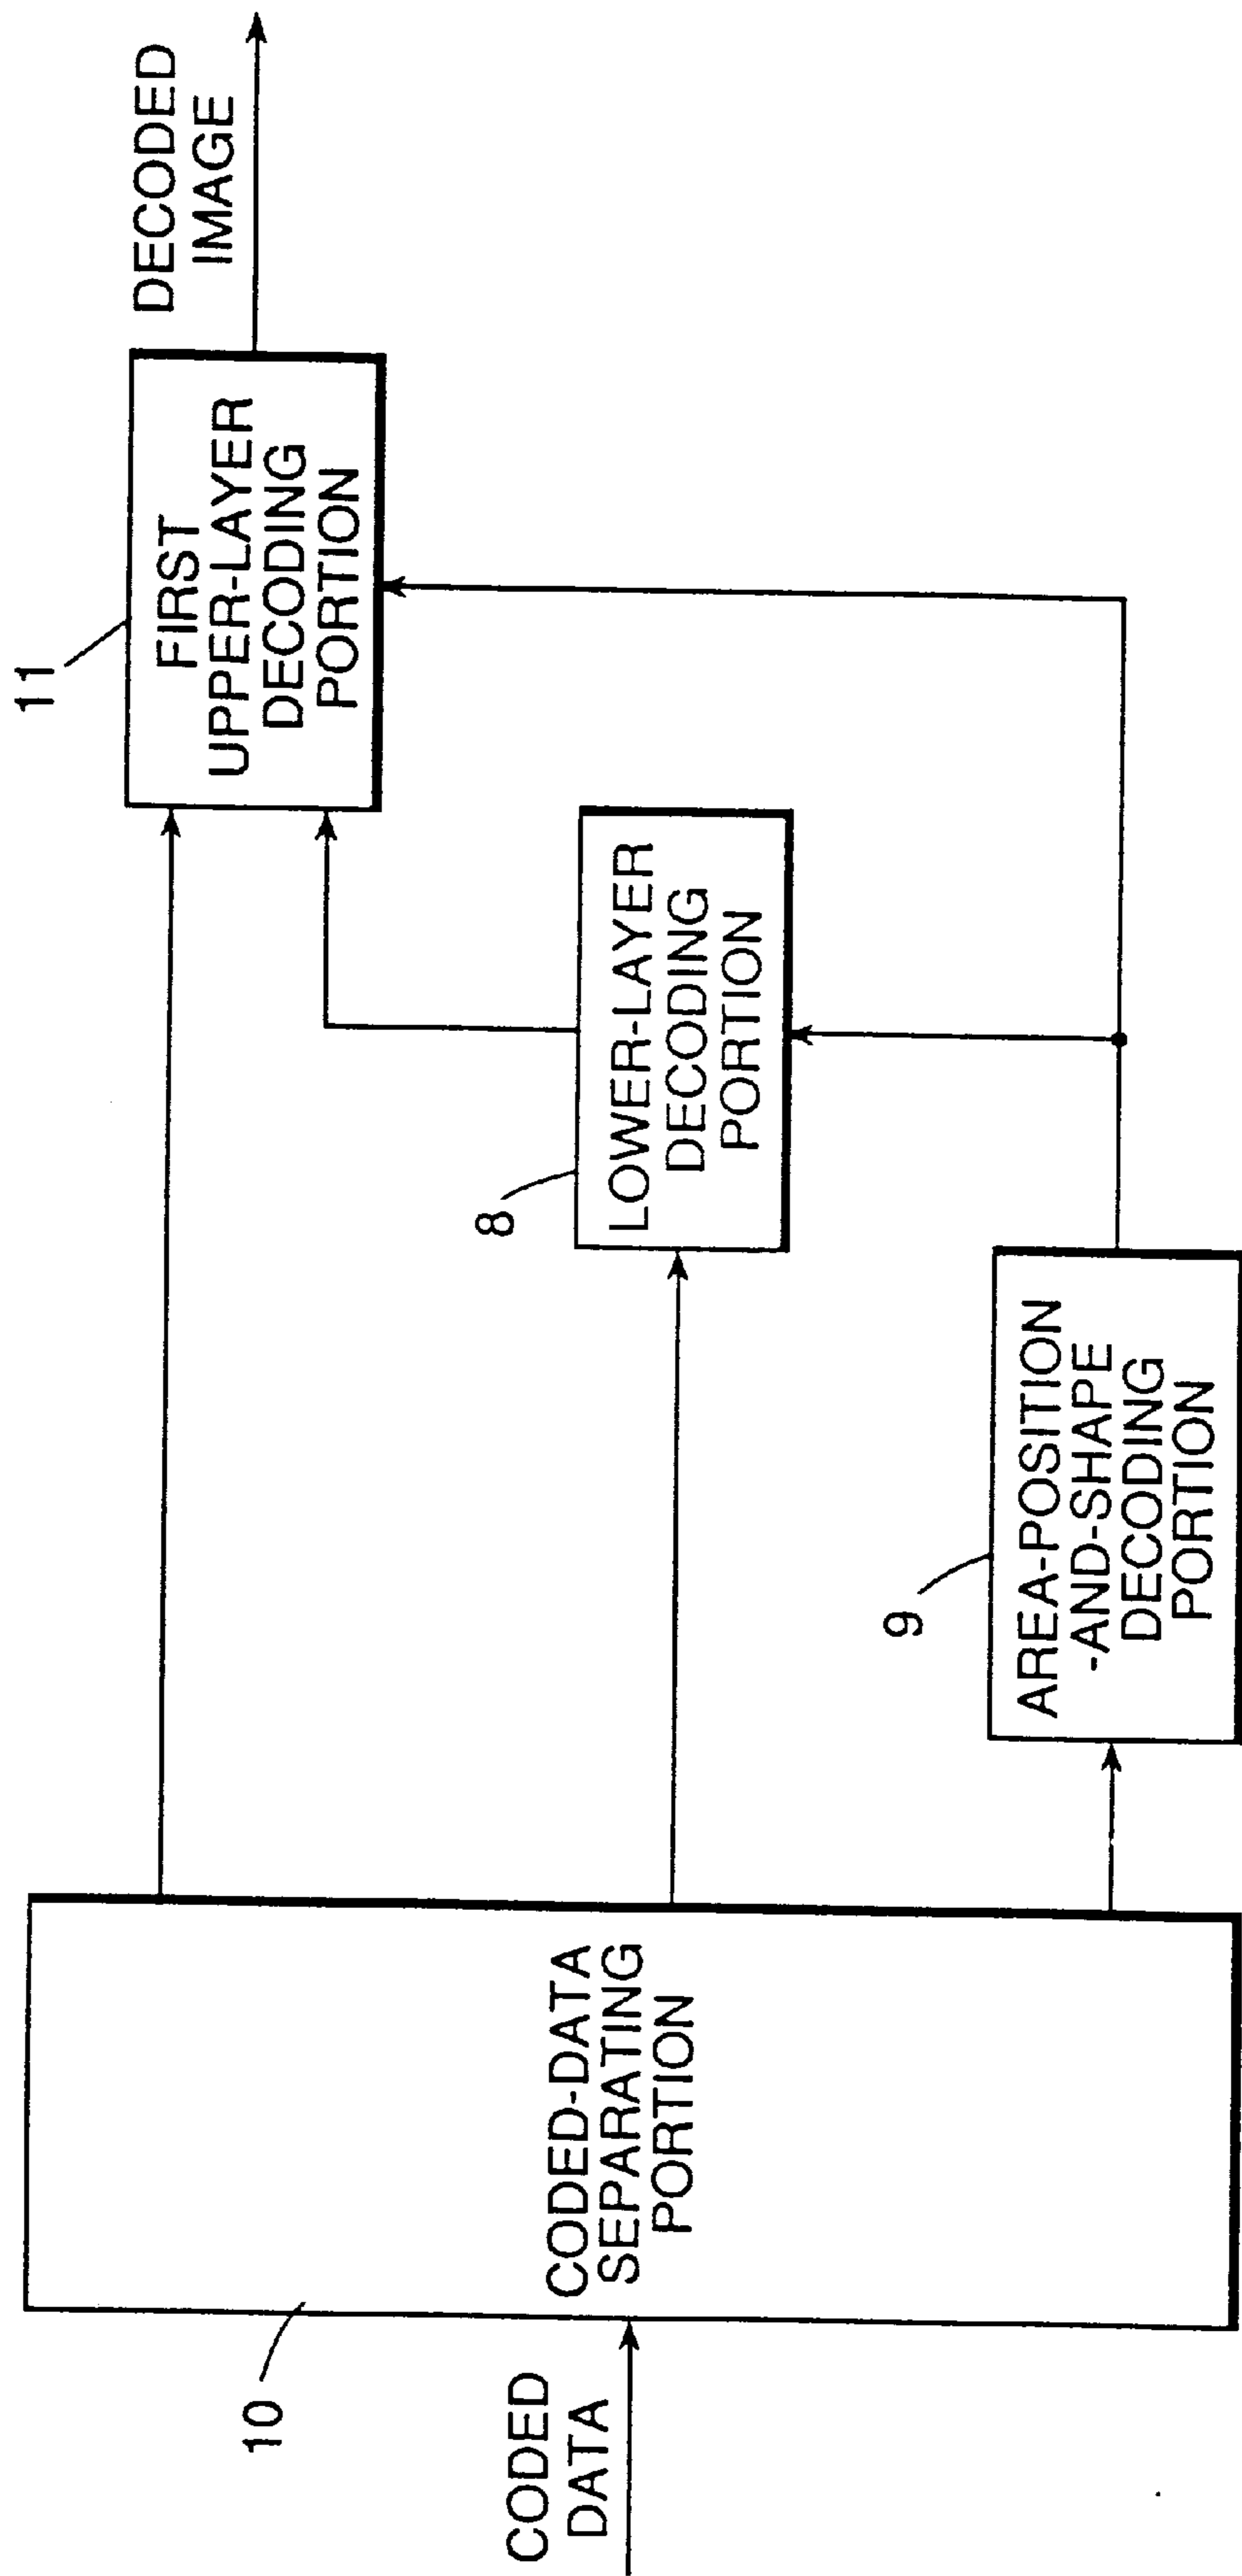 CODED
DATA
10
CODED-DATA
SEPARATING
PORTION
9
AREA-POSITION
-AND-SHAPE
DECODING
PORTION
8
LOWER-LAYER
DECODING
PORTION
11
FIRST
UPPER-LAYER
DECODING
PORTION
DECODED
IMAGE